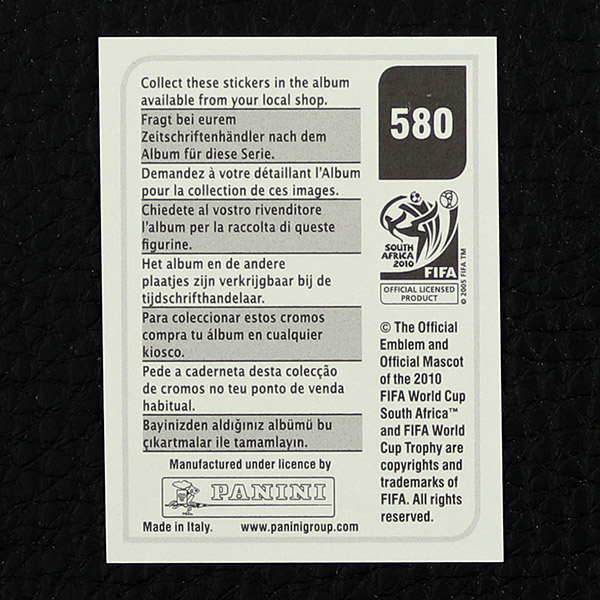 Collect these stickers in the album
available from your local shop.
Fragt bei eurem
Zeitschriftenhändler nach dem
Album für diese Serie.
Demandez à votre détaillant l'Album
pour la collection de ces images.
Chiedete al vostro rivenditore
l'album per la raccolta di queste
figurine.
Het album en de andere
plaatjes zijn verkrijgbaar bij de
tijdschrifthandelaar.
Para coleccionar estos cromos
compra tu álbum en cualquier
kiosco.
Pede a caderneta desta colecção
de cromos no teu ponto de venda
habitual.
Bayinizden aldığınız albümü bu
çıkartmalar ile tamamlayın.
Manufactured under licence by
PANINI
Made in Italy. www.paninigroup.com
580
SOUTH
AFRICA
2010
FIFA
© 2005 FIFA TM
OFFICIAL LICENSED
PRODUCT
© The Official
Emblem and
Official Mascot
of the 2010
FIFA World Cup
South Africa™
and FIFA World
Cup Trophy are
copyrights and
trademarks of
FIFA. All rights
reserved.